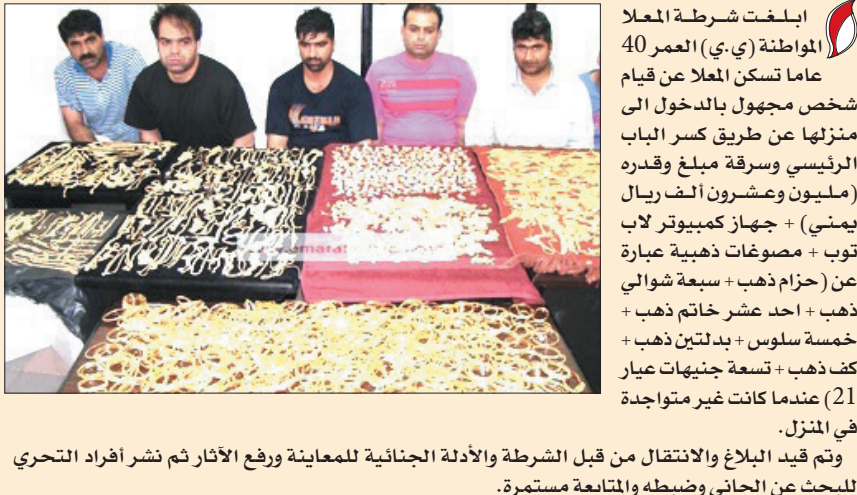 ابلغت شرطة المعلا
المواطنة (ي.ي) العمر 40
عاما تسكن المعلا عن قيام
شخص مجهول بالدخول الى
منزلها عن طريق كسر الباب
الرئيسي وسرقة مبلغ وقدره
(مليون وعشرون ألف ريال
يمني) + جهاز كمبيوتر لاب
توب + مصوغات ذهبية عبارة
عن (حزام ذهب + سبعة شوالي
ذهب + احد عشر خاتم ذهب +
خمسة سلوس + بدلتين ذهب +
كف ذهب + تسعة جنيهات عيار
21) عندما كانت غير متواجدة
في المنزل.
وتم قيد البلاغ والانتقال من قبل الشرطة والأدلة الجنائية للمعاينة ورفع الآثار ثم نشر أفراد التحري
للبحث عن الجاني وضبطه والمتابعة مستمرة.